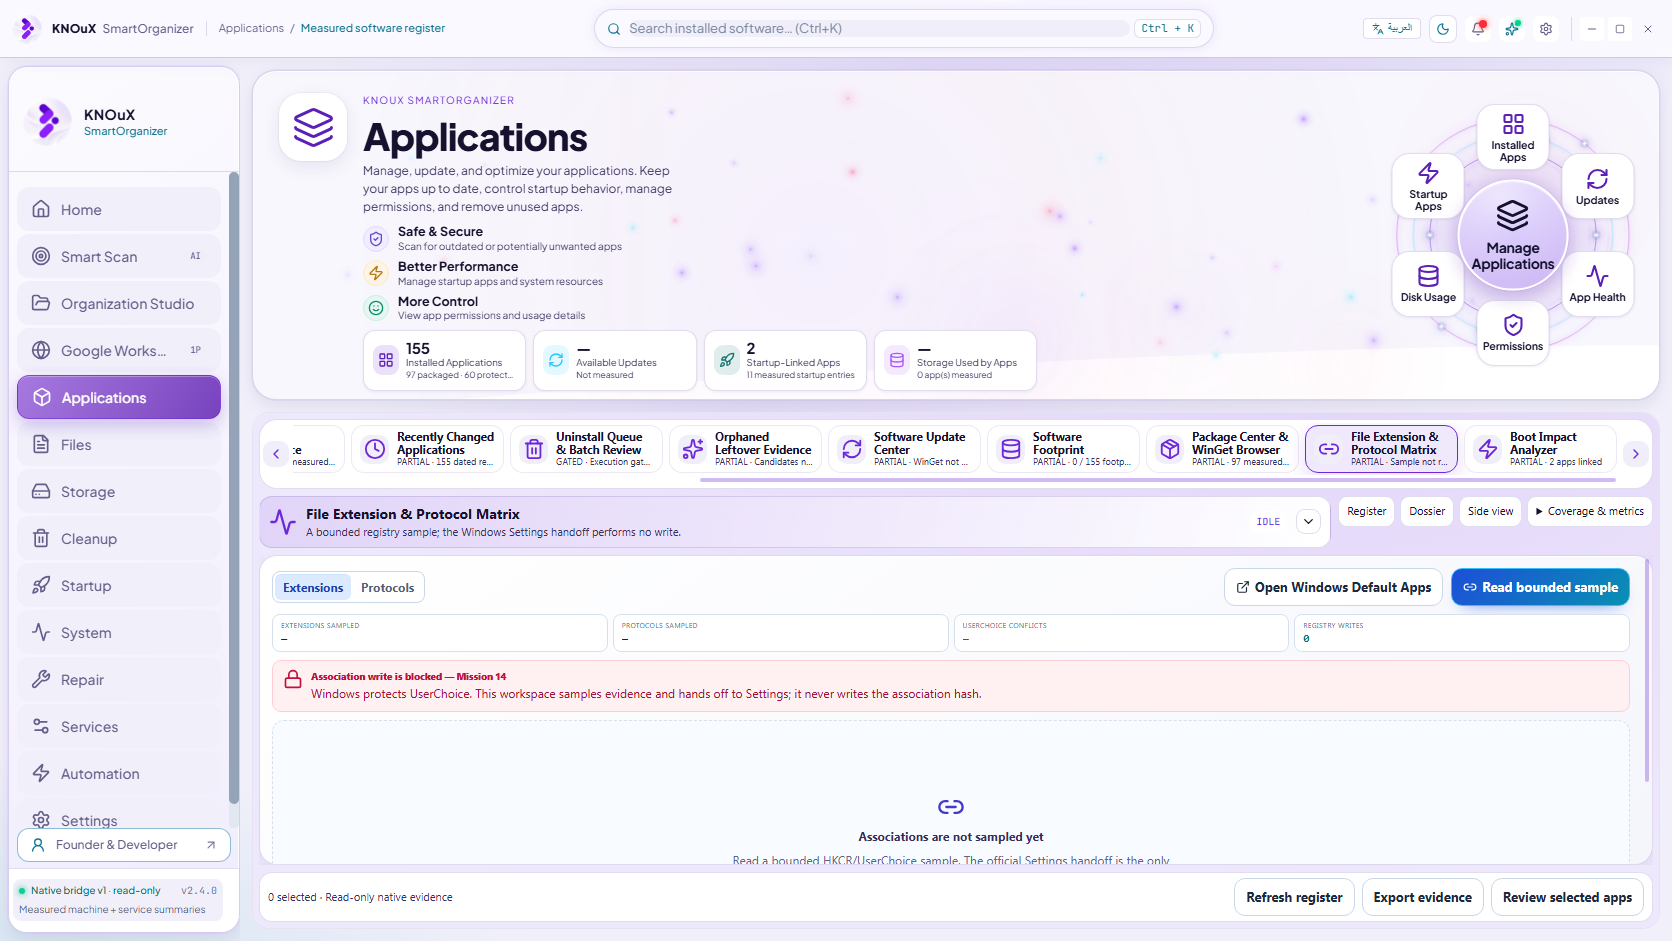 KNOuX SmartOrganizer
Applications / Measured software register
Search installed software... (Ctrl+K)
Ctrl + K
العربية
KNOuX
SmartOrganizer
Home
Smart Scan AI
Organization Studio
Google Works... 1P
Applications
Files
Storage
Cleanup
Startup
System
Repair
Services
Automation
Settings
Founder & Developer
Native bridge v1 · read-only v2.4.0
Measured machine + service summaries
KNOUX SMARTORGANIZER
Applications
Manage, update, and optimize your applications. Keep
your apps up to date, control startup behavior, manage
permissions, and remove unused apps.
Safe & Secure
Scan for outdated or potentially unwanted apps
Better Performance
Manage startup apps and system resources
More Control
View app permissions and usage details
155
Installed Applications
97 packaged · 60 protect...
—
Available Updates
Not measured
2
Startup-Linked Apps
11 measured startup entries
—
Storage Used by Apps
0 app(s) measured
Installed
Apps
Startup
Apps
Updates
Manage
Applications
Disk Usage
App Health
Permissions
:e
neasured...
Recently Changed
Applications
PARTIAL · 155 dated re...
Uninstall Queue
& Batch Review
GATED · Execution gat...
Orphaned
Leftover Evidence
PARTIAL · Candidates n...
Software Update
Center
PARTIAL · WinGet not ...
Software
Footprint
PARTIAL · 0 / 155 footp...
Package Center &
WinGet Browser
PARTIAL · 97 measured...
File Extension &
Protocol Matrix
PARTIAL · Sample not r...
Boot Impact
Analyzer
PARTIAL · 2 apps linked
File Extension & Protocol Matrix
A bounded registry sample; the Windows Settings handoff performs no write.
IDLE
Register
Dossier
Side view
▶ Coverage & metrics
Extensions
Protocols
Open Windows Default Apps
Read bounded sample
EXTENSIONS SAMPLED
—
PROTOCOLS SAMPLED
—
USERCHOICE CONFLICTS
—
REGISTRY WRITES
0
Association write is blocked — Mission 14
Windows protects UserChoice. This workspace samples evidence and hands off to Settings; it never writes the association hash.
Associations are not sampled yet
Read a bounded HKCR/UserChoice sample. The official Settings handoff is the only
0 selected · Read-only native evidence
Refresh register
Export evidence
Review selected apps